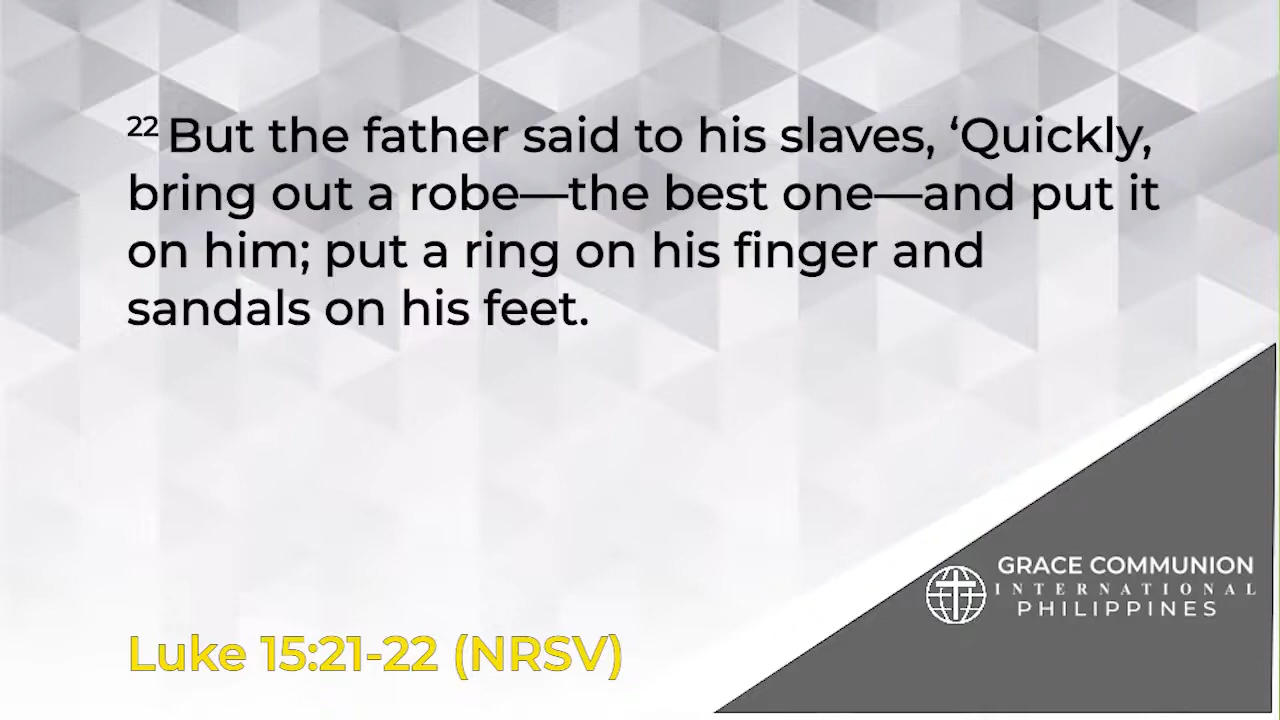 22 But the father said to his slaves, ‘Quickly,
bring out a robe—the best one—and put it
on him; put a ring on his finger and
sandals on his feet.
GRACE COMMUNION
INTERNATIONAL
PHILIPPINES
Luke 15:21-22 (NRSV)